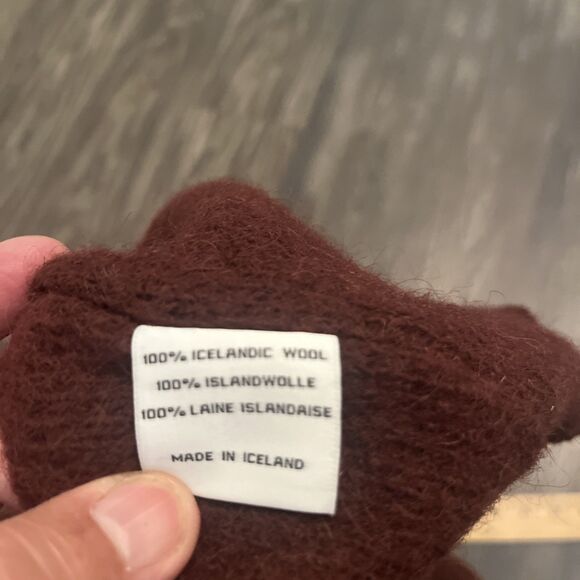 100% ICELANDIC WOOL
100% ISLANDWOLLE
100% LAINE ISLANDAISE
MADE IN ICELAND